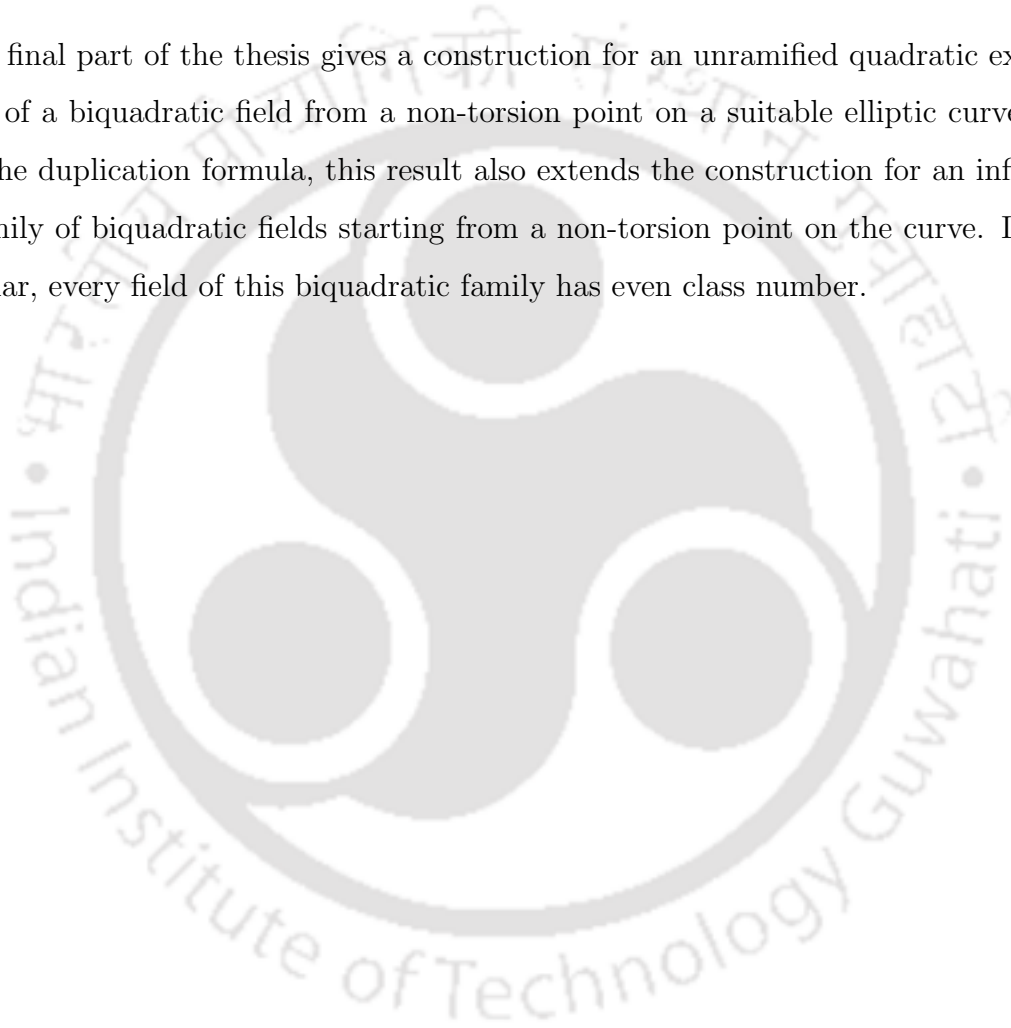 final part of the thesis gives a construction for an unramified quadratic ex
of a biquadratic field from a non-torsion point on a suitable elliptic curve
he duplication formula, this result also extends the construction for an inf
nily of biquadratic fields starting from a non-torsion point on the curve. I
lar, every field of this biquadratic family has even class number.
Indian Institute of Technology Guwahati